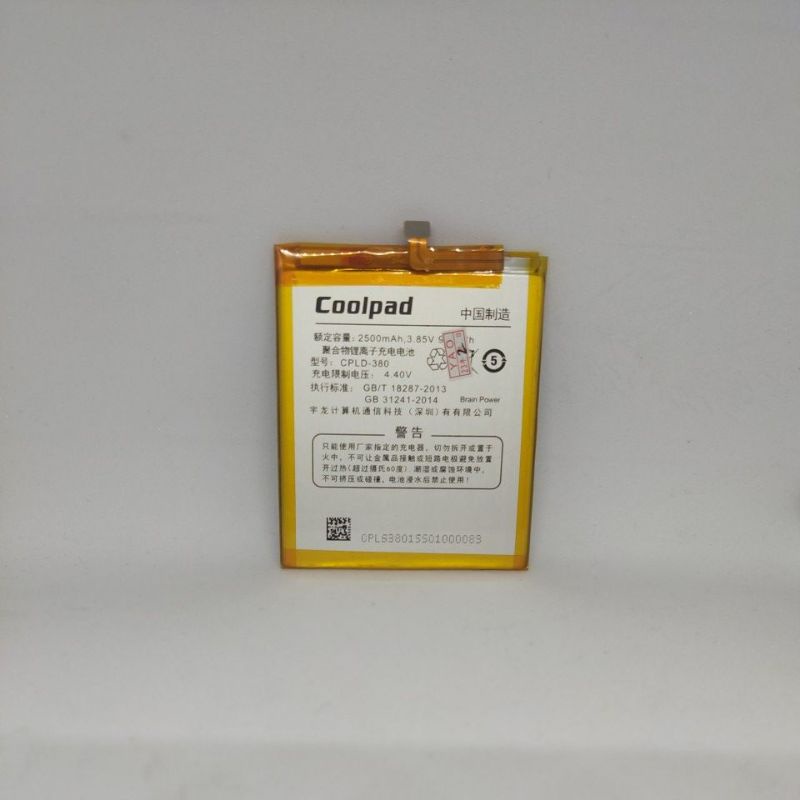 Coolpad
中国制造
额定容量: 2500mAh,3.85V
聚合物锂离子充电电池
型号: CPLD-380
充电限制电压: 4.40V
5
执行标准: GB/T 18287-2013
GB 31241-2014
Brain Power
宇龙计算机通信科技（深圳）有有限公司
警告
只能使用厂家指定的充电器、切勿拆开或置于
火中、不可让金属品接触或短路电极避免放置
开过热(超过摄氏60度)、潮湿或腐蚀环境中、
不可挤压或碰撞、电池浸水后禁止使用！